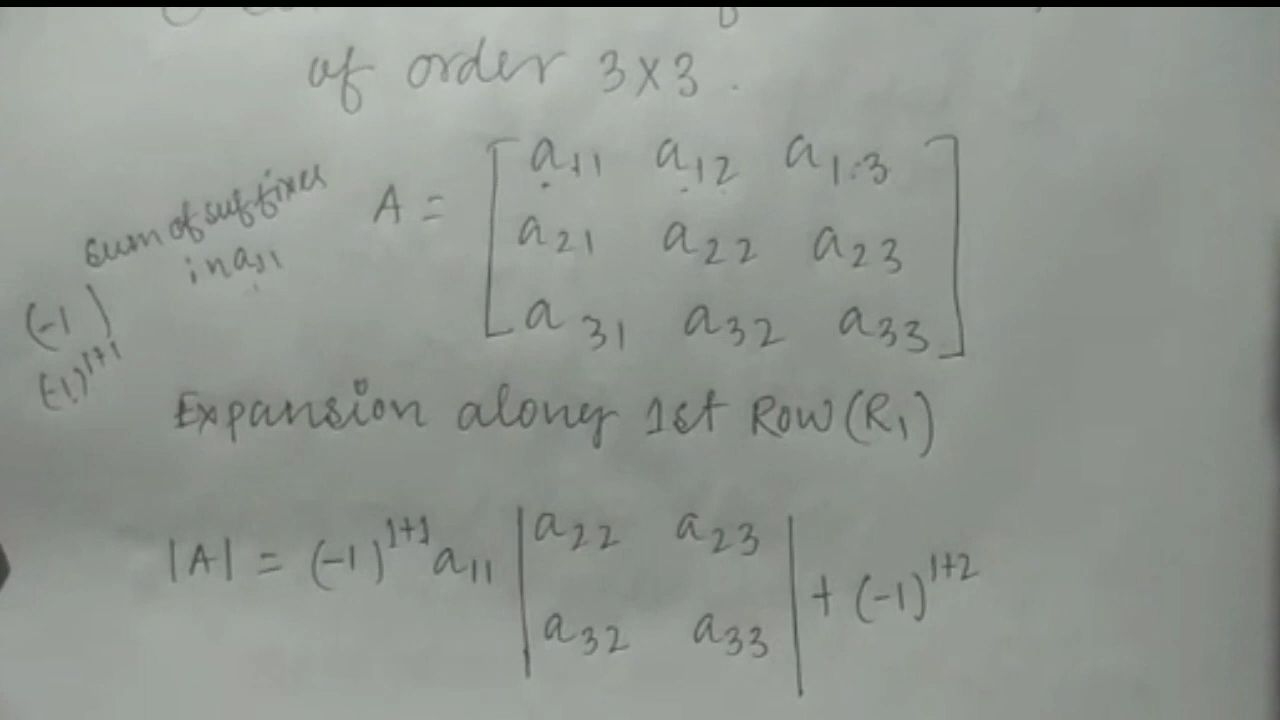 of order 3×3.
A = [ a11 a12 a13
a21 a22 a23
a31 a32 a33 ]
sum of suffixes
in a11
(-1)
(-1)^1+1
Expansion along 1st Row (R1)
|A| = (-1)^1+1 a11 | a22 a23 | + (-1)^1+2
a32 a33